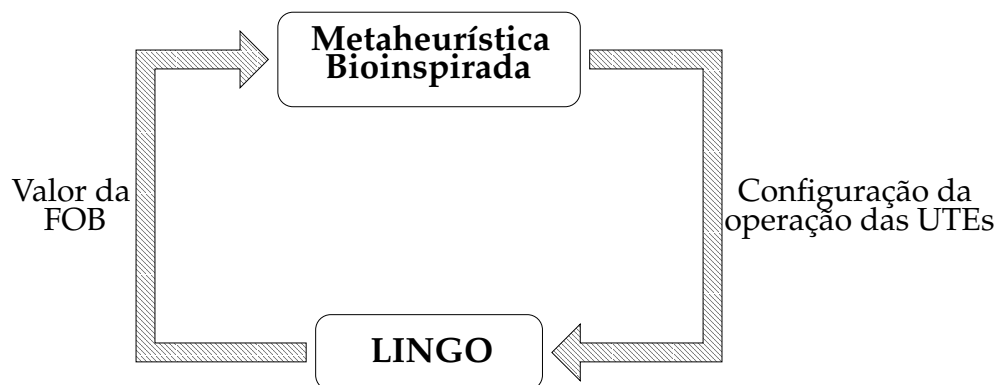 Metaheurística
Bioinspirada
Valor da
FOB
Configuração da
operação das UTEs
LINGO